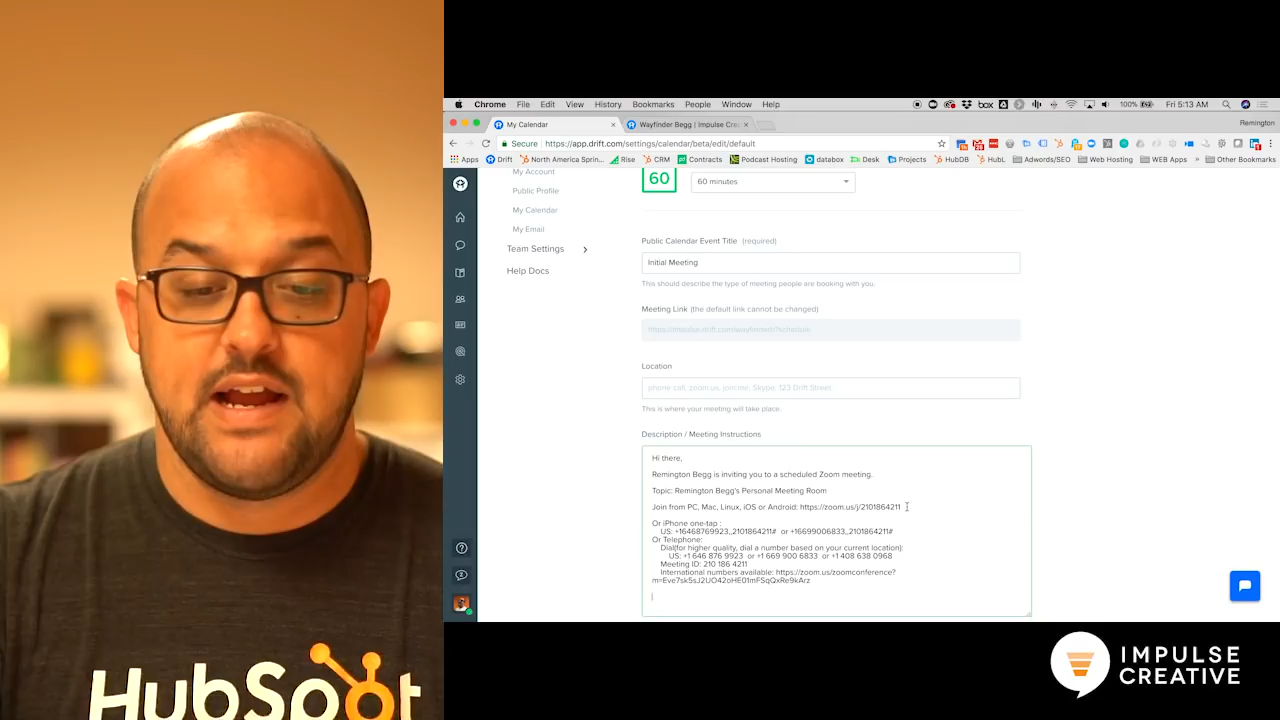 Chrome File Edit View History Bookmarks People Window Help
100% Fri 5:13 AM
My Calendar
Wayfinder Begg | Impulse Cre
Remington
Secure https://app.drift.com/settings/calendar/beta/edit/default
Apps Drift North America Sprin... Rise CRM Contracts Podcast Hosting databox Desk Projects HubDB HubL Adwords/SEO Web Hosting WEB Apps » Other Bookmarks
My Account
Public Profile
My Calendar
My Email
Team Settings
Help Docs
60
60 minutes
Public Calendar Event Title (required)
Initial Meeting
This should describe the type of meeting people are booking with you.
Meeting Link (the default link cannot be changed)
Location
phone call, zoom.us, join.me, Skype, 123 Drift Street
This is where your meeting will take place.
Description / Meeting Instructions
Hi there,
Remington Begg is inviting you to a scheduled Zoom meeting.
Topic: Remington Begg's Personal Meeting Room
Join from PC, Mac, Linux, iOS or Android: https://zoom.us/j/2101864211
Or iPhone one-tap :
US: +16468769923,,2101864211# or +16699006833,,2101864211#
Or Telephone:
Dial(for higher quality, dial a number based on your current location):
US: +1 646 876 9923 or +1 669 900 6833 or +1 408 638 0968
Meeting ID: 210 186 4211
International numbers available: https://zoom.us/zoomconference?
m=Eve7sk5sJ2UO42oHE01mFSqQxRe9kArz
HubSpot
IMPULSE
CREATIVE